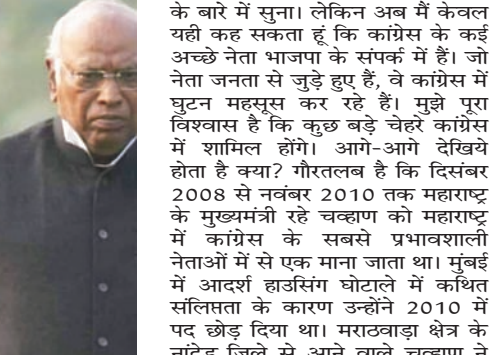 के बारे में सुना। लेकिन अब मैं केवल
यही कह सकता हूं कि कांग्रेस के कई
अच्छे नेता भाजपा के संपर्क में हैं। जो
नेता जनता से जुड़े हुए हैं, वे कांग्रेस में
घुटन महसूस कर रहे हैं। मुझे पूरा
विश्वास है कि कुछ बड़े चेहरे कांग्रेस
में शामिल होंगे। आगे-आगे देखिये
होता है क्या? गौरतलब है कि दिसंबर
2008 से नवंबर 2010 तक महाराष्ट्र
के मुख्यमंत्री रहे चव्हाण को महाराष्ट्र
में कांग्रेस के सबसे प्रभावशाली
नेताओं में से एक माना जाता था। मुंबई
में आदर्श हाउसिंग घोटाले में कथित
संलिप्तता के कारण उन्होंने 2010 में
पद छोड़ दिया था। मराठवाड़ा क्षेत्र के
नांदेड़ जिले से आने वाले चव्हाण ने